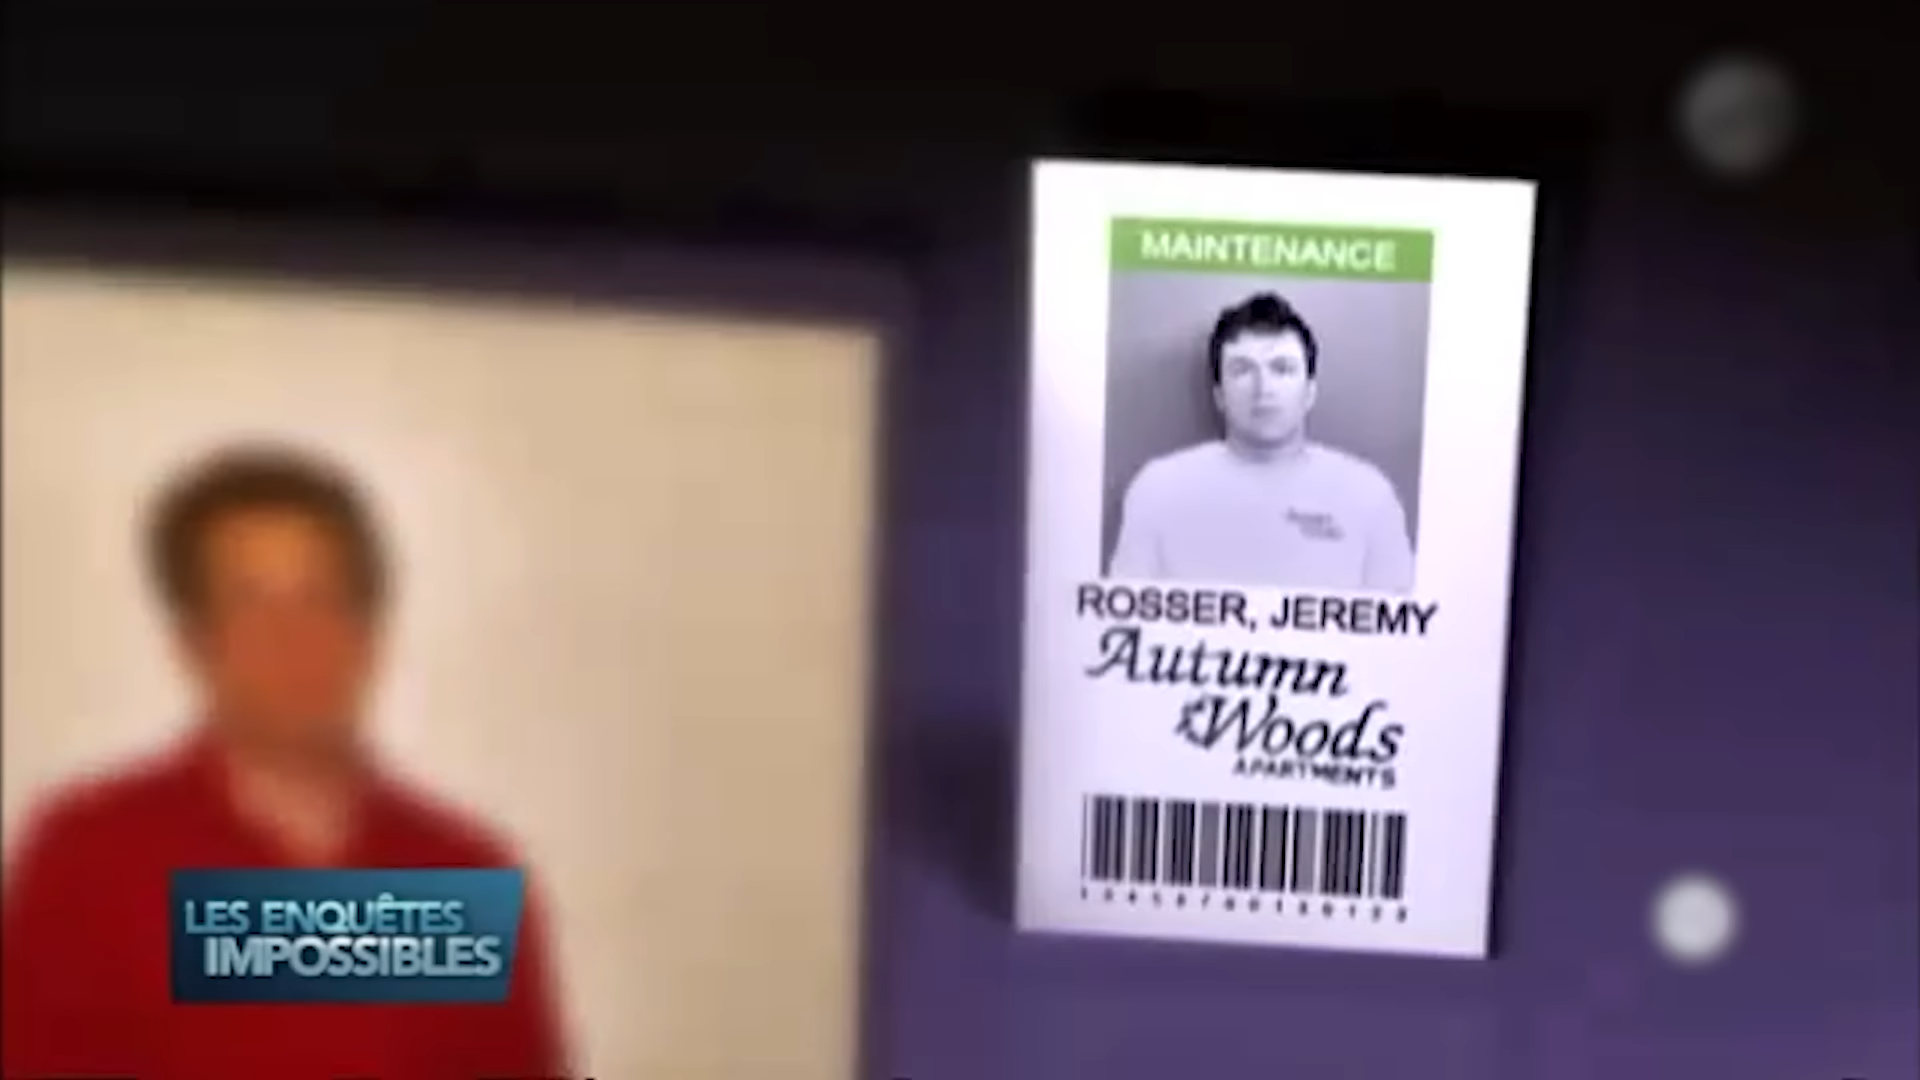 MAINTENANCE
ROSSER, JEREMY
Autumn
Woods
APARTMENTS
LES ENQUÊTES
IMPOSSIBLES